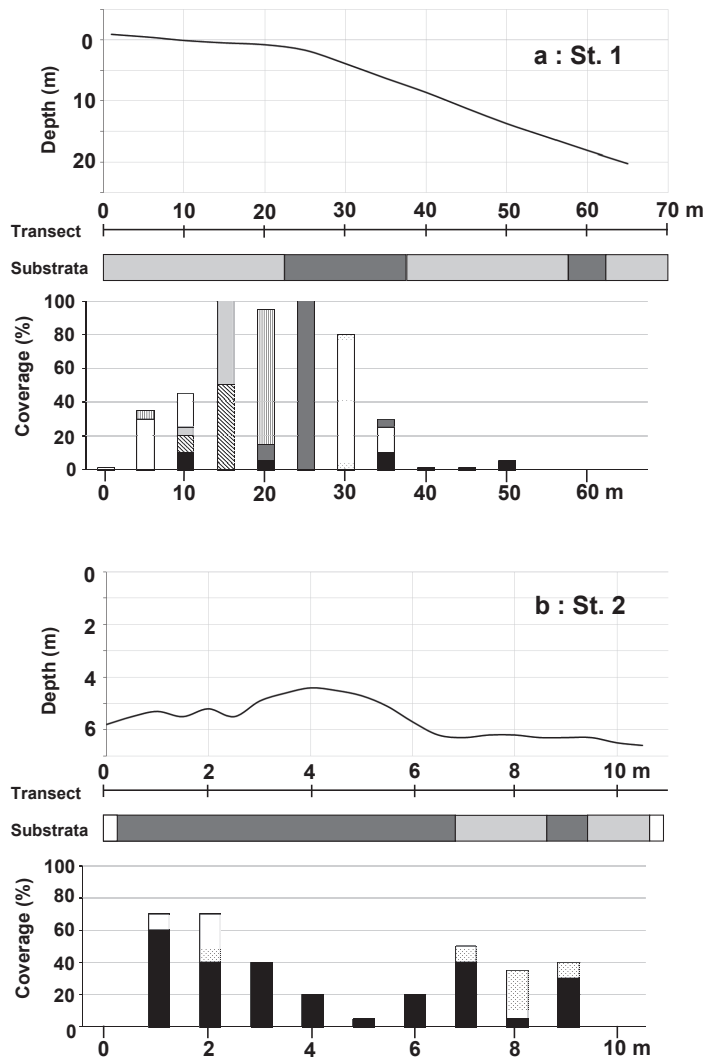 a : St. 1
Depth (m)
0
10
20
0 10 20 30 40 50 60 70 m
Transect
Substrata
Coverage (%)
100
80
60
40
20
0
0 10 20 30 40 50 60 m
b : St. 2
Depth (m)
0
2
4
6
0 2 4 6 8 10 m
Transect
Substrata
Coverage (%)
100
80
60
40
20
0
0 2 4 6 8 10 m